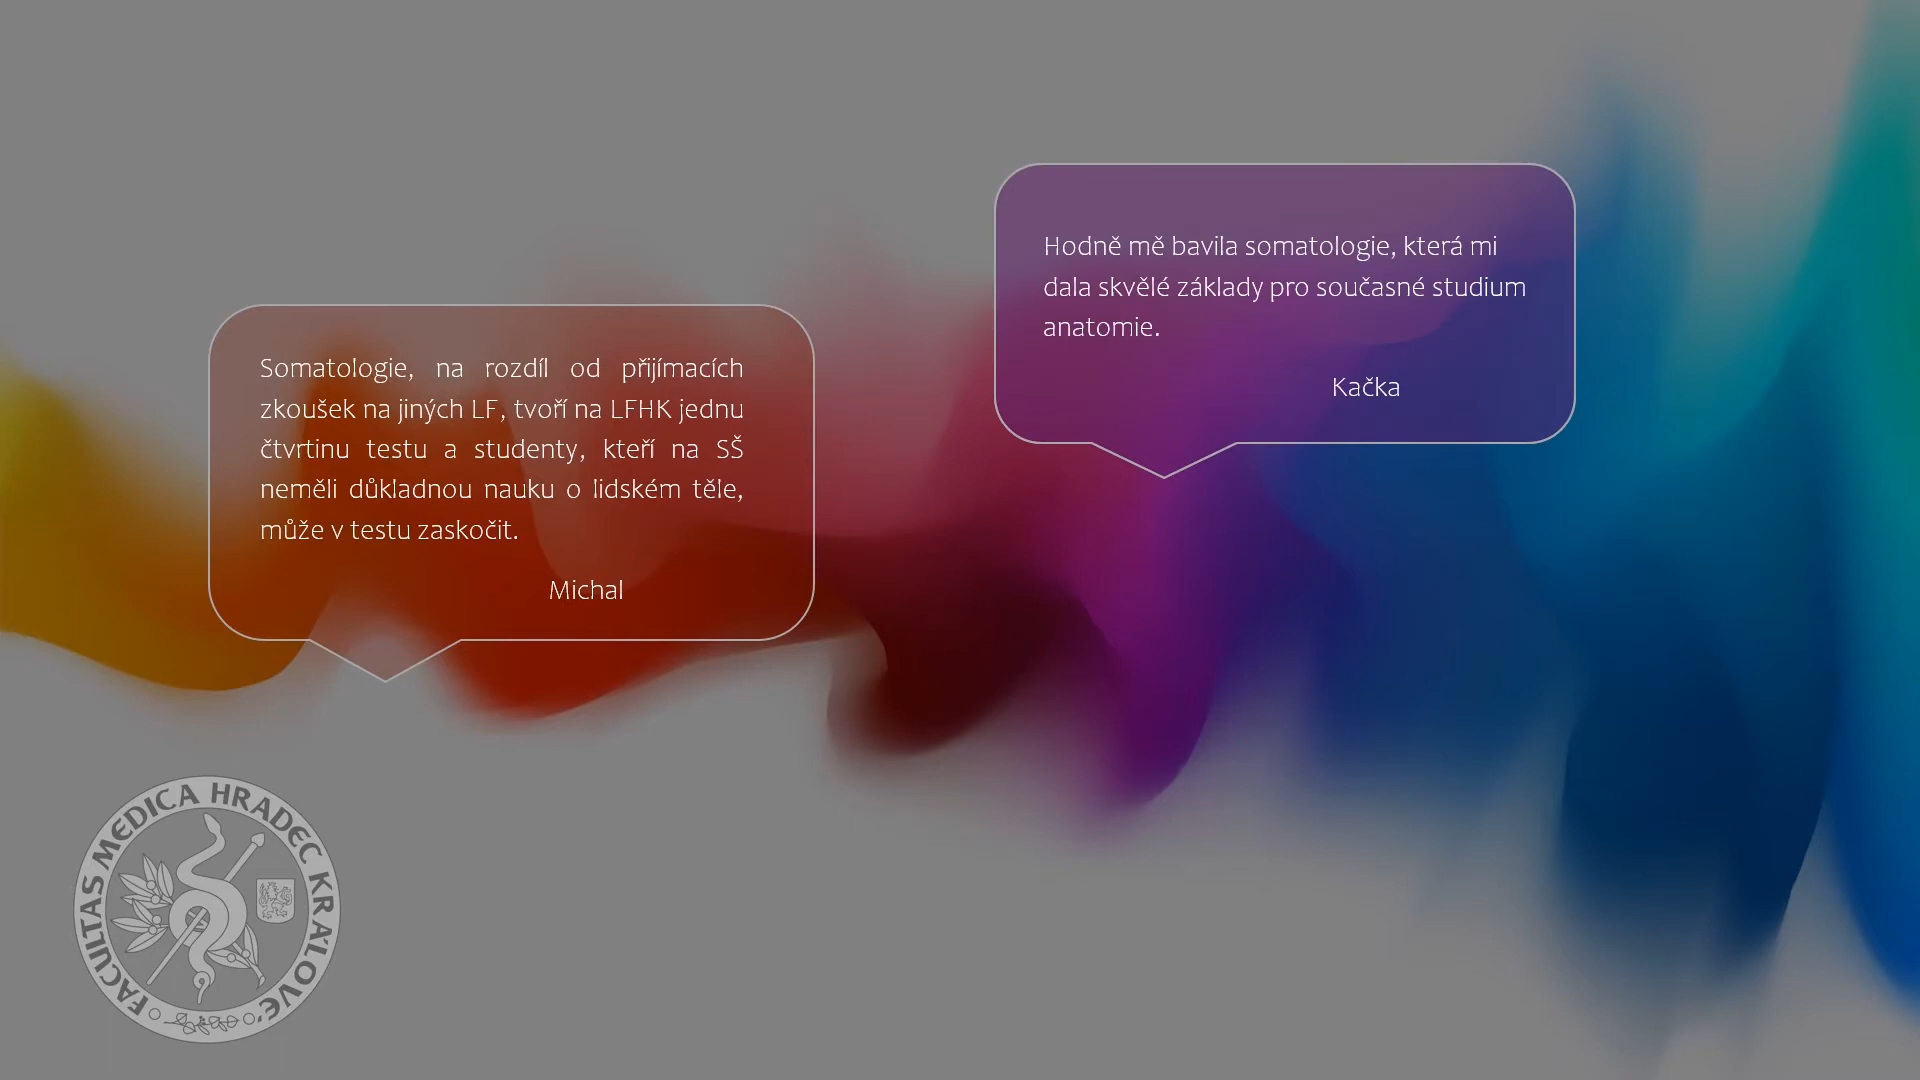 Somatologie, na rozdíl od přijímacích
zkoušek na jiných LF, tvoří na LFHK jednu
čtvrtinu testu a studenty, kteří na SŠ
neměli důkladnou nauku o lidském těle,
může v testu zaskočit.
Michal
Hodně mě bavila somatologie, která mi
dala skvělé základy pro současné studium
anatomie.
Kačka
FACULTAS MEDICA HRADEC KRÁLOVÉ